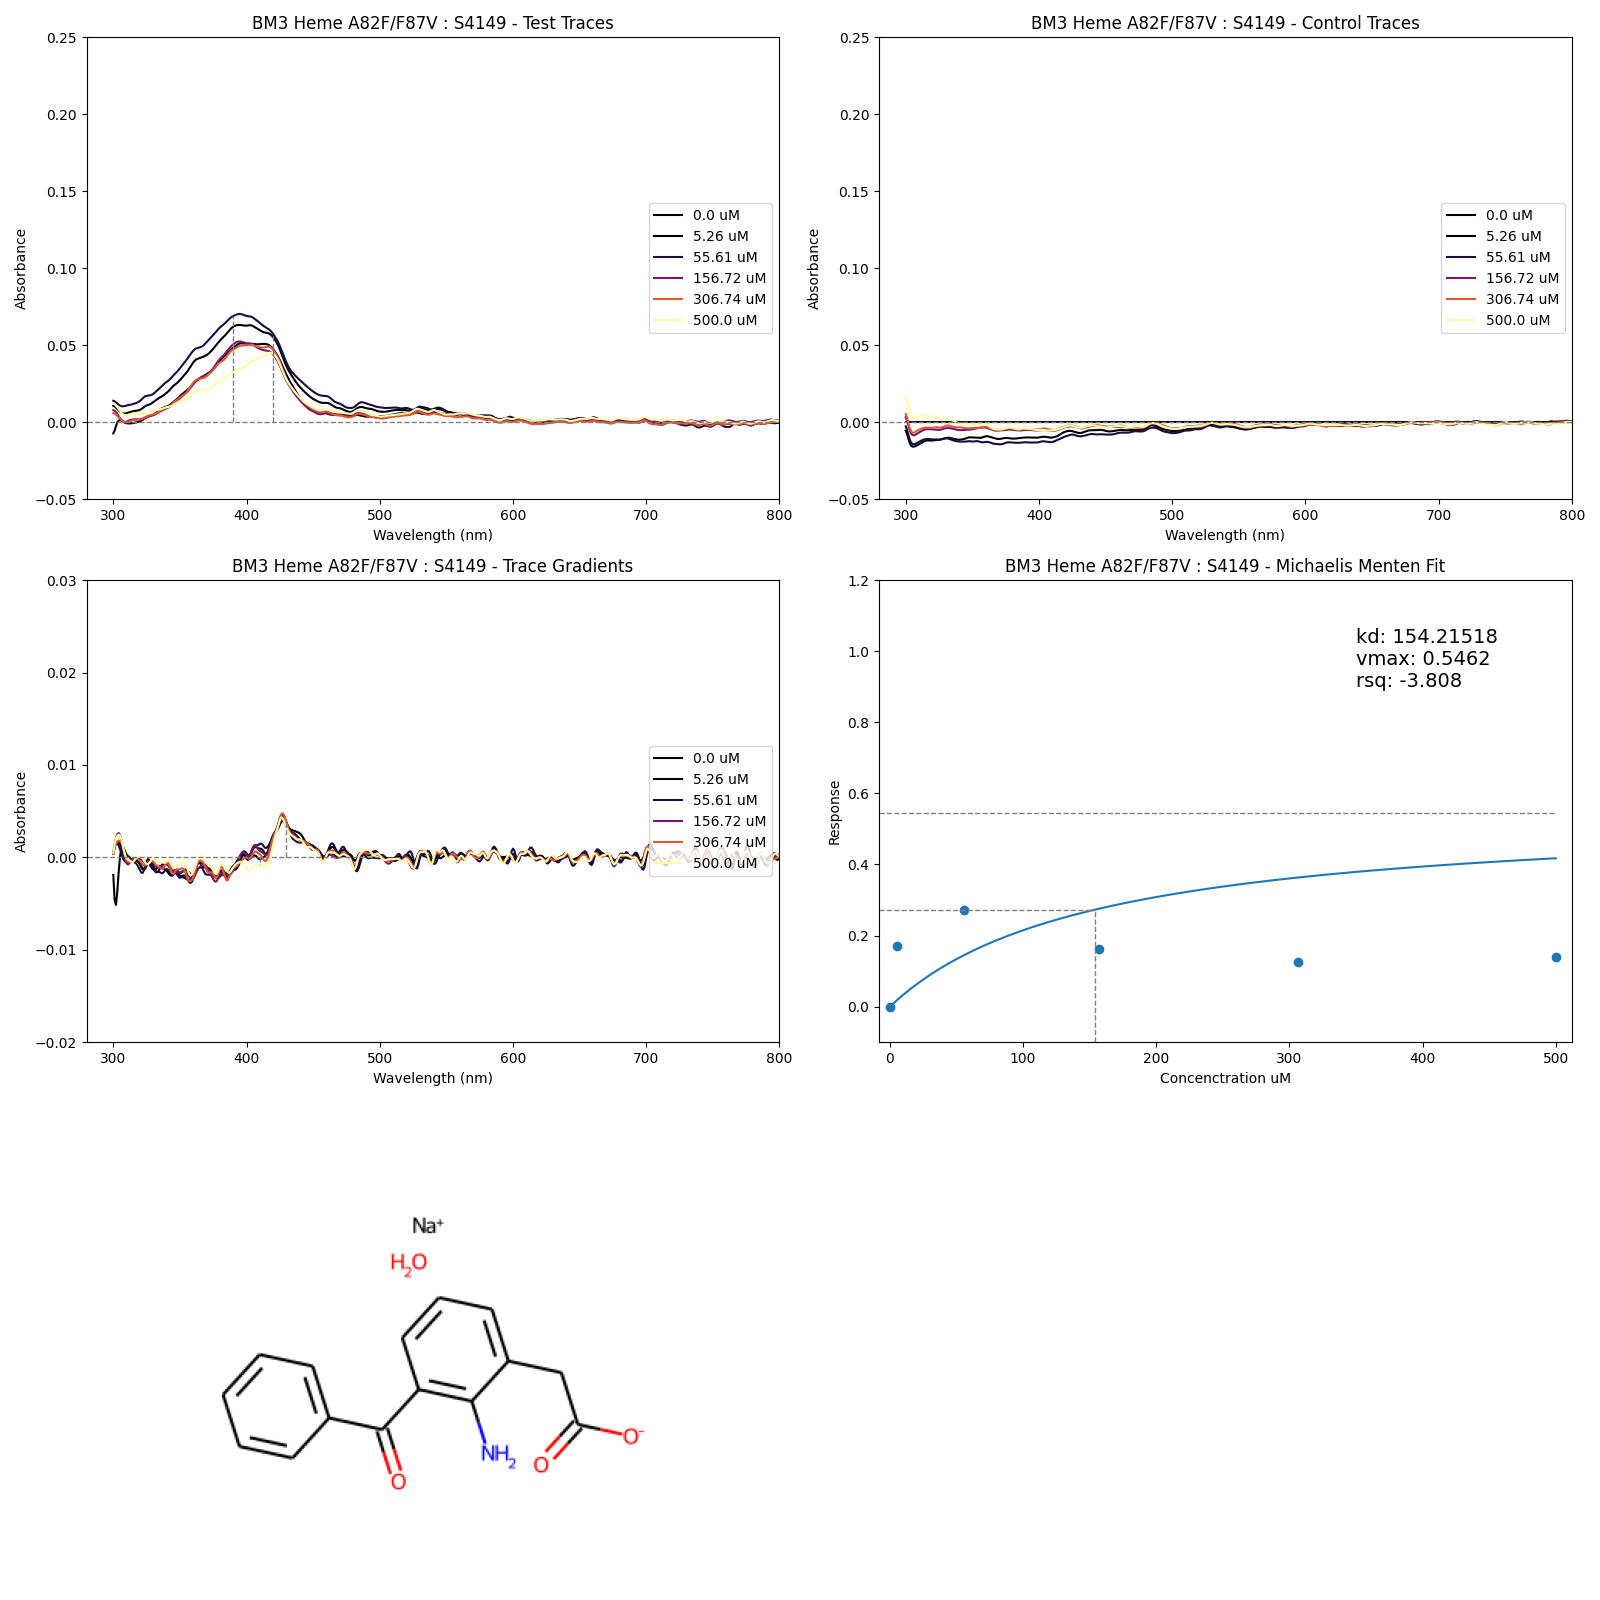 BM3 Heme A82F/F87V : S4149 - Test Traces
Absorbance
0.25
0.20
0.15
0.10
0.05
0.00
−0.05
300 400 500 600 700 800
Wavelength (nm)
0.0 uM
5.26 uM
55.61 uM
156.72 uM
306.74 uM
500.0 uM
BM3 Heme A82F/F87V : S4149 - Control Traces
Absorbance
0.25
0.20
0.15
0.10
0.05
0.00
−0.05
300 400 500 600 700 800
Wavelength (nm)
0.0 uM
5.26 uM
55.61 uM
156.72 uM
306.74 uM
500.0 uM
BM3 Heme A82F/F87V : S4149 - Trace Gradients
Absorbance
0.03
0.02
0.01
0.00
−0.01
−0.02
300 400 500 600 700 800
Wavelength (nm)
0.0 uM
5.26 uM
55.61 uM
156.72 uM
306.74 uM
500.0 uM
BM3 Heme A82F/F87V : S4149 - Michaelis Menten Fit
Response
1.2
1.0
0.8
0.6
0.4
0.2
0.0
0 100 200 300 400 500
Concenctration uM
kd: 154.21518
vmax: 0.5462
rsq: -3.808
Na+
H2O
O-
NH2
O
O